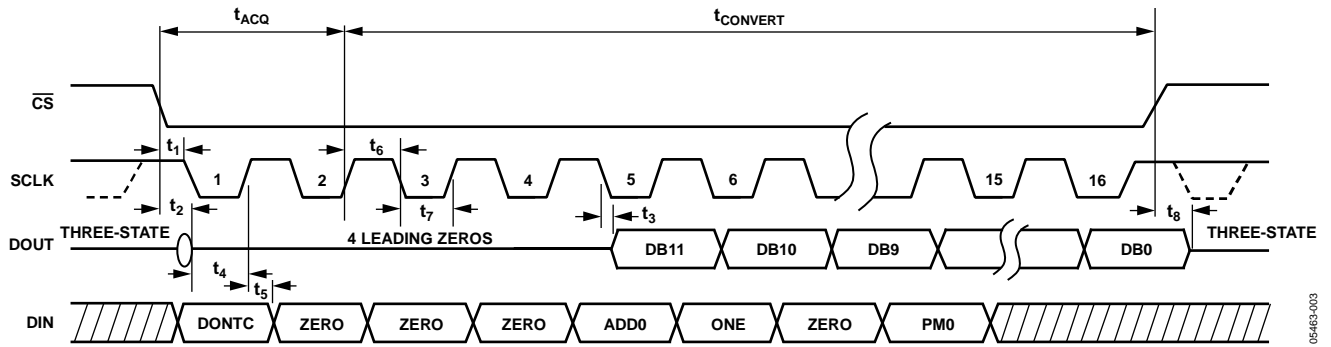 tACQ tCONVERT
CS
t1 t6
SCLK 1 2 3 4 5 6 15 16
t2 t7 t3 t8
DOUT THREE-STATE 4 LEADING ZEROS DB11 DB10 DB9 DB0 THREE-STATE
t4 t5
DIN DONTC ZERO ZERO ZERO ADD0 ONE ZERO PM0
05463-003